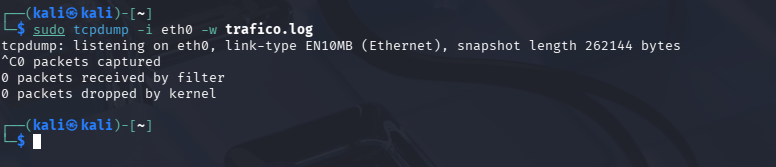 ┌──(kali㉿kali)-[~]
└─$ sudo tcpdump -i eth0 -w trafico.log
tcpdump: listening on eth0, link-type EN10MB (Ethernet), snapshot length 262144 bytes
^C0 packets captured
0 packets received by filter
0 packets dropped by kernel
┌──(kali㉿kali)-[~]
└─$